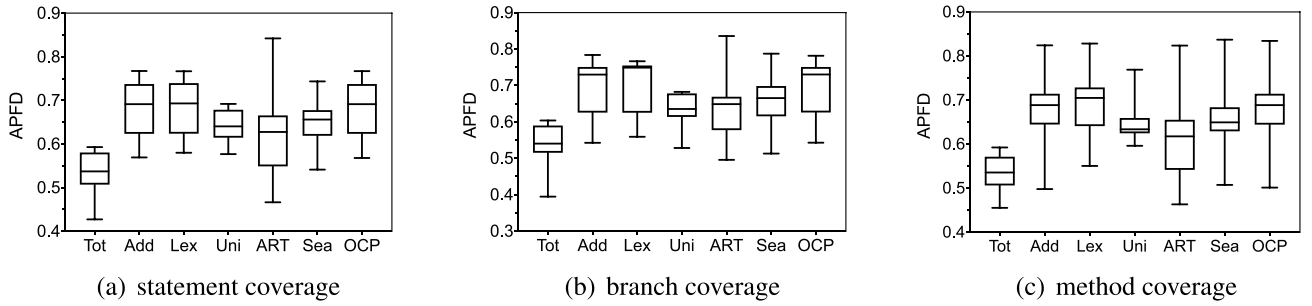 0.9
0.8
0.7
0.6
0.5
0.4
APFD
Tot Add Lex Uni ART Sea OCP
(a) statement coverage
0.9
0.8
0.7
0.6
0.5
0.4
0.3
APFD
Tot Add Lex Uni ART Sea OCP
(b) branch coverage
0.9
0.8
0.7
0.6
0.5
0.4
APFD
Tot Add Lex Uni ART Sea OCP
(c) method coverage